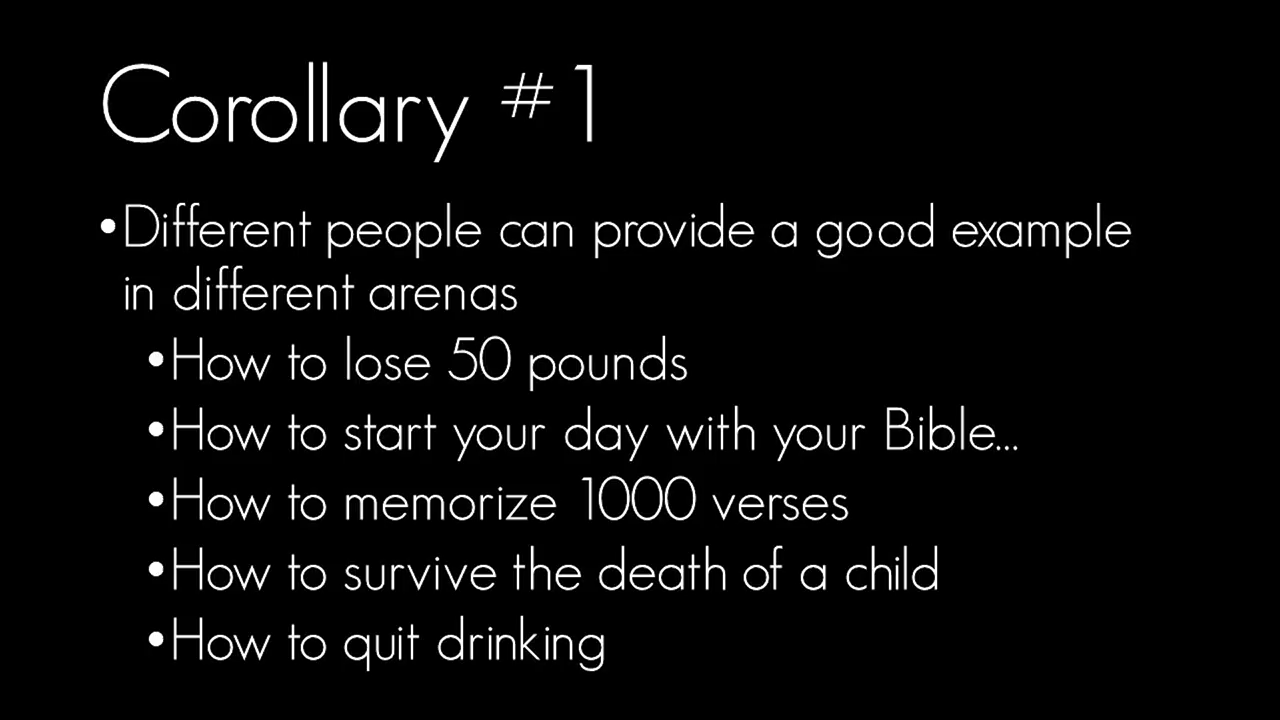 Corollary #1
•Different people can provide a good example
in different arenas
•How to lose 50 pounds
•How to start your day with your Bible...
•How to memorize 1000 verses
•How to survive the death of a child
•How to quit drinking